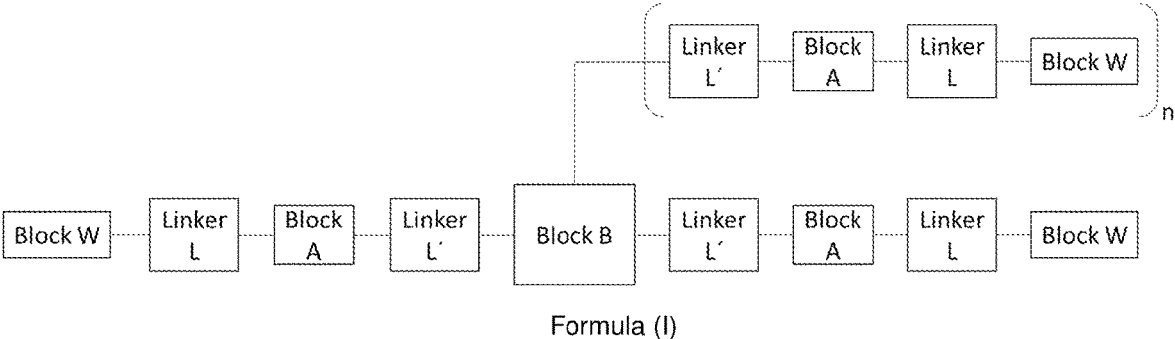 Linker
L´
Block
A
Linker
L
Block W
n
Block W
Linker
L
Block
A
Linker
L´
Block B
Linker
L´
Block
A
Linker
L
Block W
Formula (I)